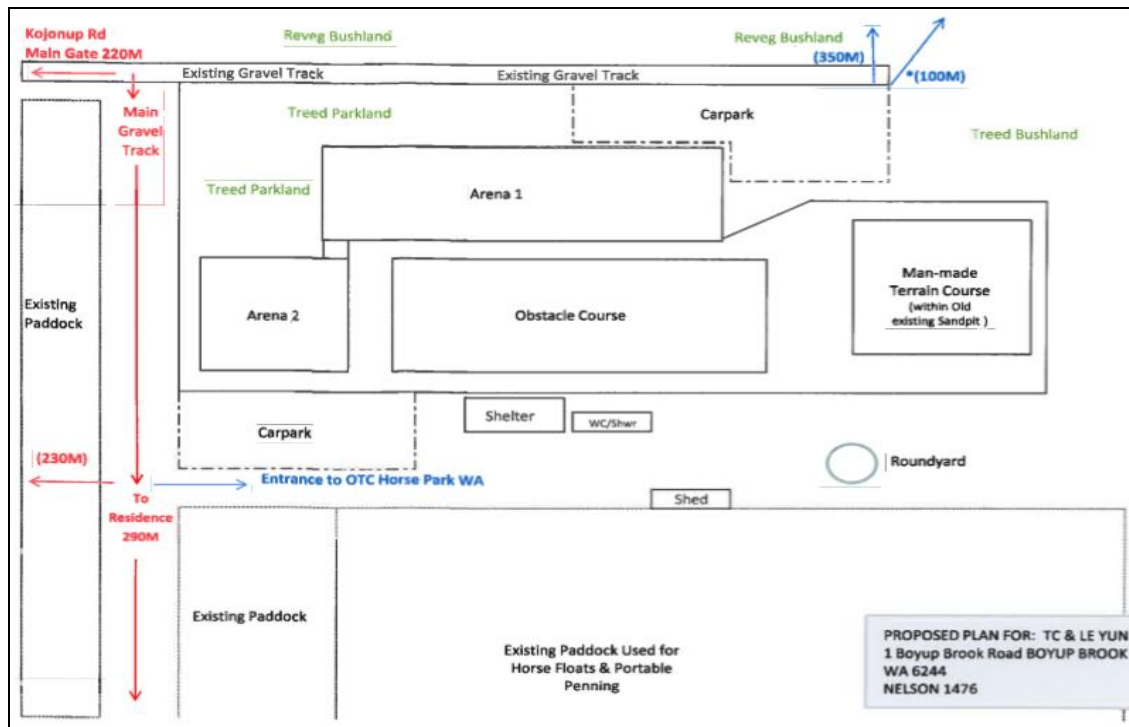 Kojonup Rd
Main Gate 220M
Reveg Bushland
Reveg Bushland
(350M)
*(100M)
Existing Gravel Track
Existing Gravel Track
Main
Gravel
Track
Treed Parkland
Carpark
Treed Bushland
Treed Parkland
Arena 1
Existing
Paddock
Arena 2
Obstacle Course
Man-made
Terrain Course
(within Old
existing Sandpit )
Carpark
Shelter
WC/Shwr
(230M)
Entrance to OTC Horse Park WA
Roundyard
To
Residence
290M
Shed
Existing Paddock
Existing Paddock Used for
Horse Floats & Portable
Penning
PROPOSED PLAN FOR: TC & LE YUN
1 Boyup Brook Road BOYUP BROOK
WA 6244
NELSON 1476